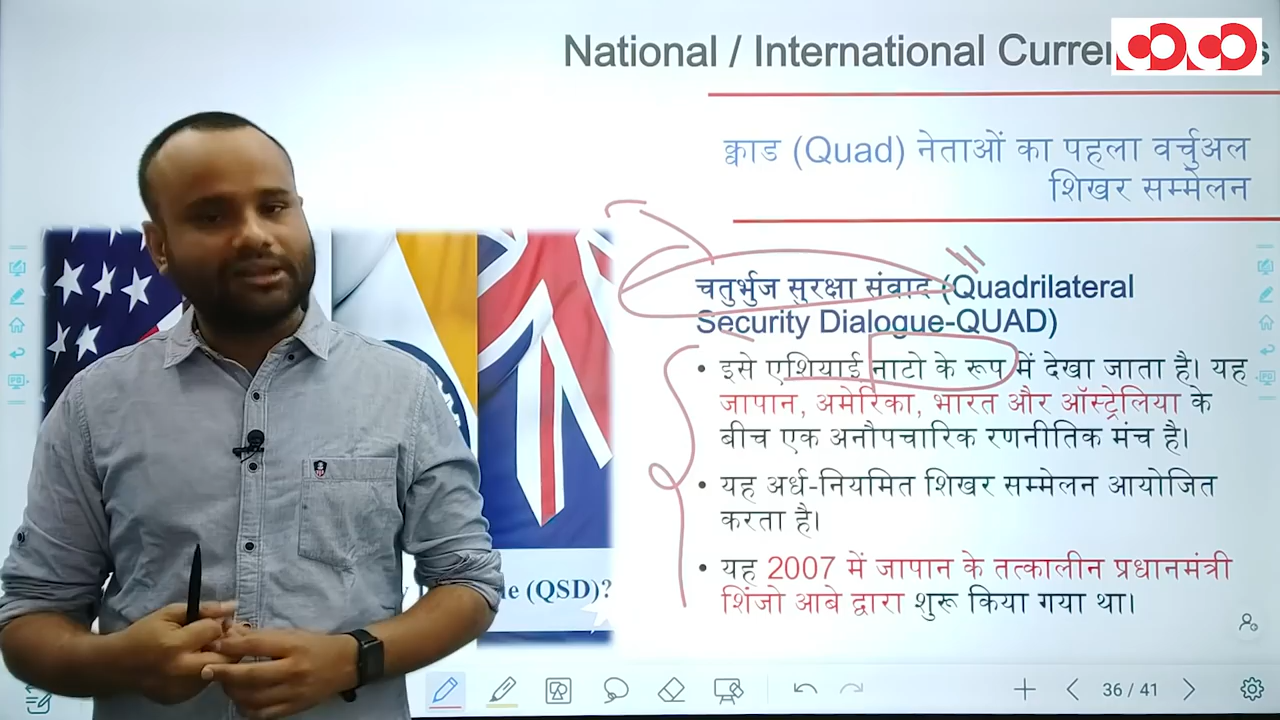 National / International Curren
क्वाड (Quad) नेताओं का पहला वर्चुअल
शिखर सम्मेलन
चतुर्भुज सुरक्षा संवाद (Quadrilateral
Security Dialogue-QUAD)
• इसे एशियाई नाटो के रूप में देखा जाता है। यह
जापान, अमेरिका, भारत और ऑस्ट्रेलिया के
बीच एक अनौपचारिक रणनीतिक मंच है।
• यह अर्ध-नियमित शिखर सम्मेलन आयोजित
करता है।
• यह 2007 में जापान के तत्कालीन प्रधानमंत्री
शिंजो आबे द्वारा शुरू किया गया था।
(QSD)?
36 / 41